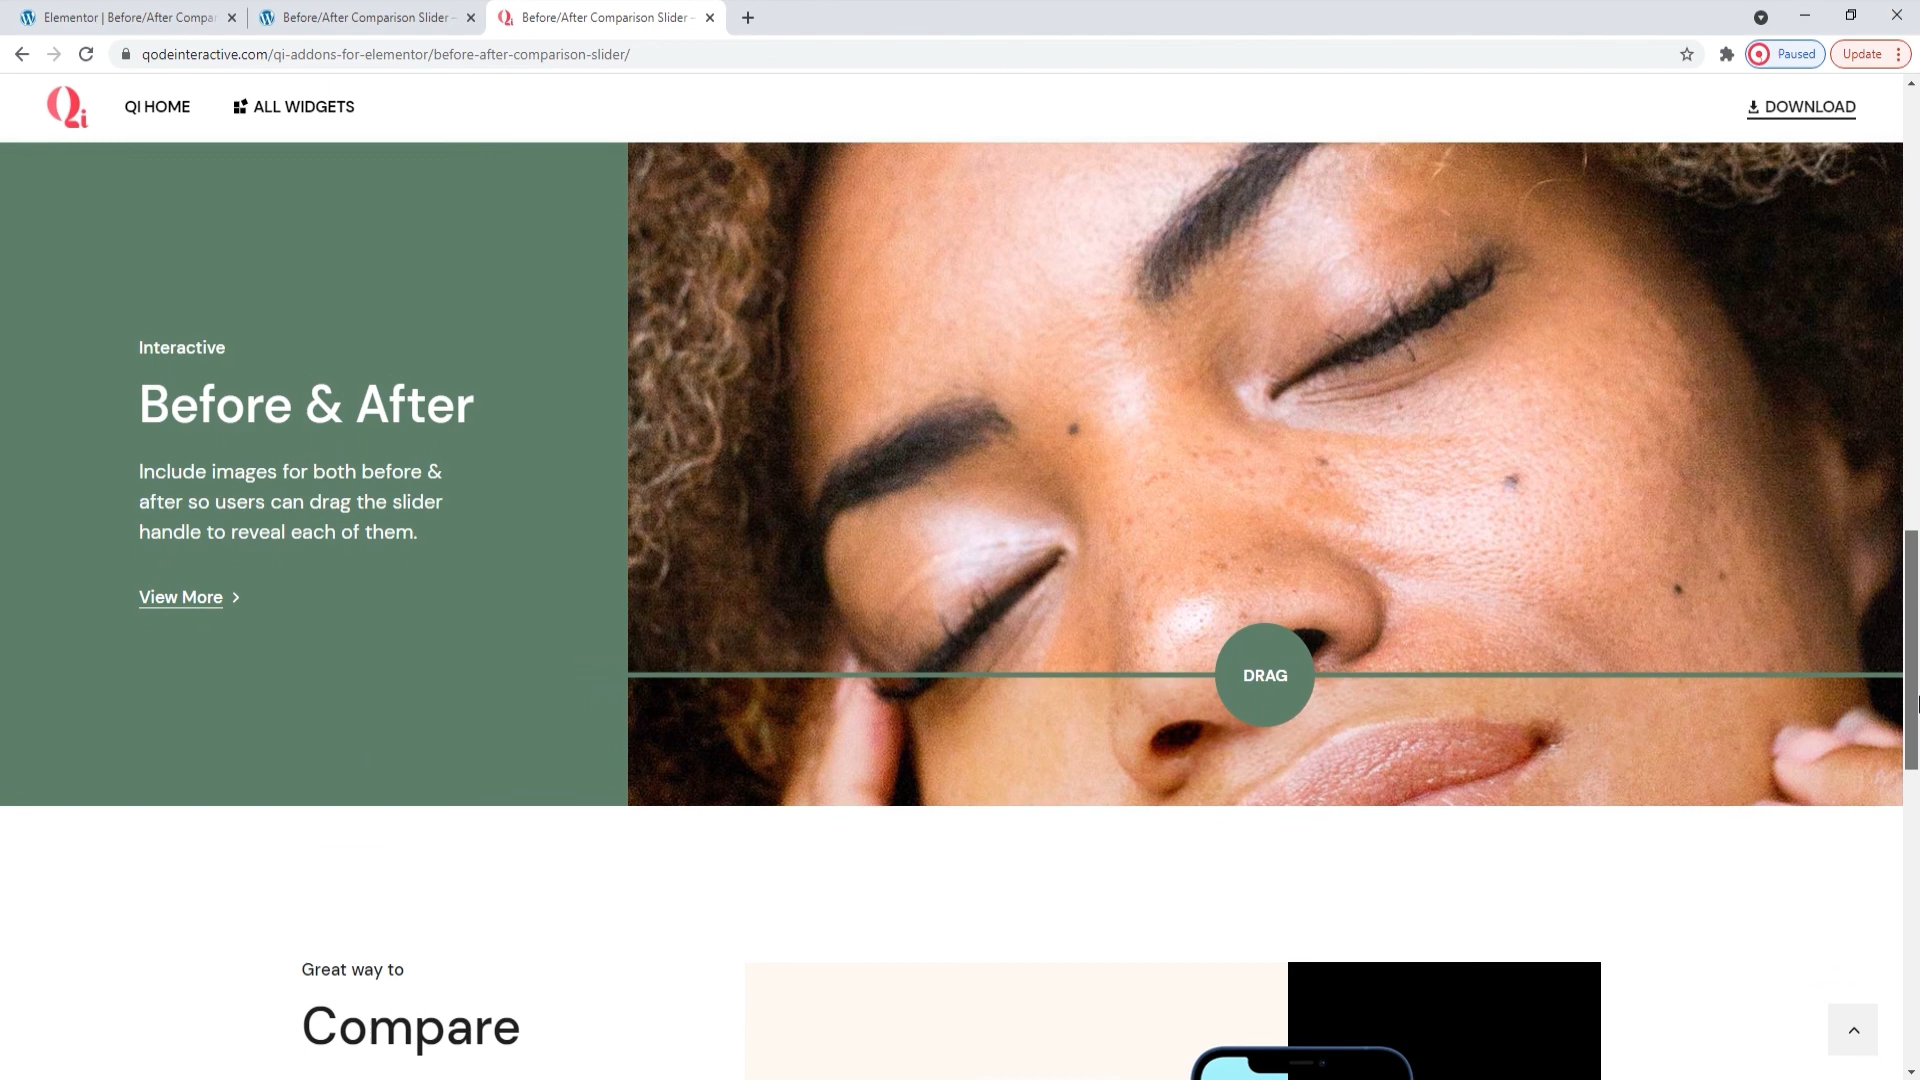 Elementor | Before/After Compar
Before/After Comparison Slider –
Before/After Comparison Slider –
qodeinteractive.com/qi-addons-for-elementor/before-after-comparison-slider/
Paused
Update
Qi
QI HOME
ALL WIDGETS
DOWNLOAD
Interactive
Before & After
Include images for both before &
after so users can drag the slider
handle to reveal each of them.
View More
DRAG
Great way to
Compare